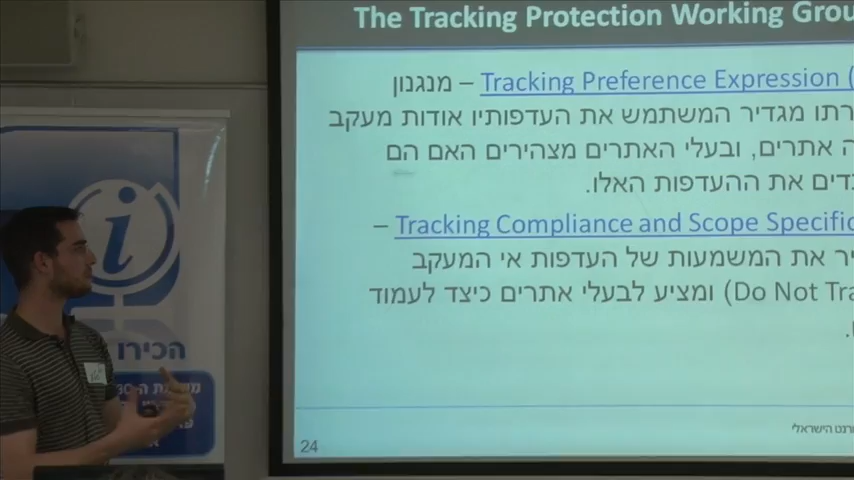 The Tracking Protection Working Grou
Tracking Preference Expression ( – מנגנון
רתו מגדיר המשתמש את העדפותיו אודות מעקב
ה אתרים, ובעלי האתרים מצהירים האם הם
בדים את ההעדפות האלו.
Tracking Compliance and Scope Specific –
יר את המשמעות של העדפות אי המעקב
Do Not Tra) ומציע לבעלי אתרים כיצד לעמוד
24
ורנט הישראלי
i
הכירו